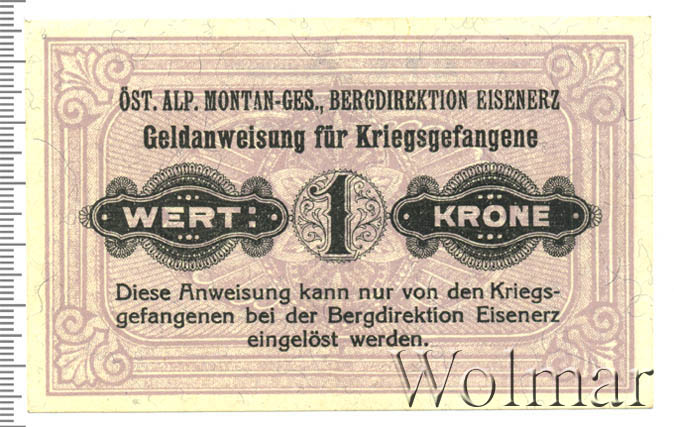 ÖST. ALP. MONTAN-GES., BERGDIREKTION EISENERZ
Geldanweisung für Kriegsgefangene
WERT: 1 KRONE
Diese Anweisung kann nur von den Kriegs-
gefangenen bei der Bergdirektion Eisenerz
eingelöst werden.
Wolmar